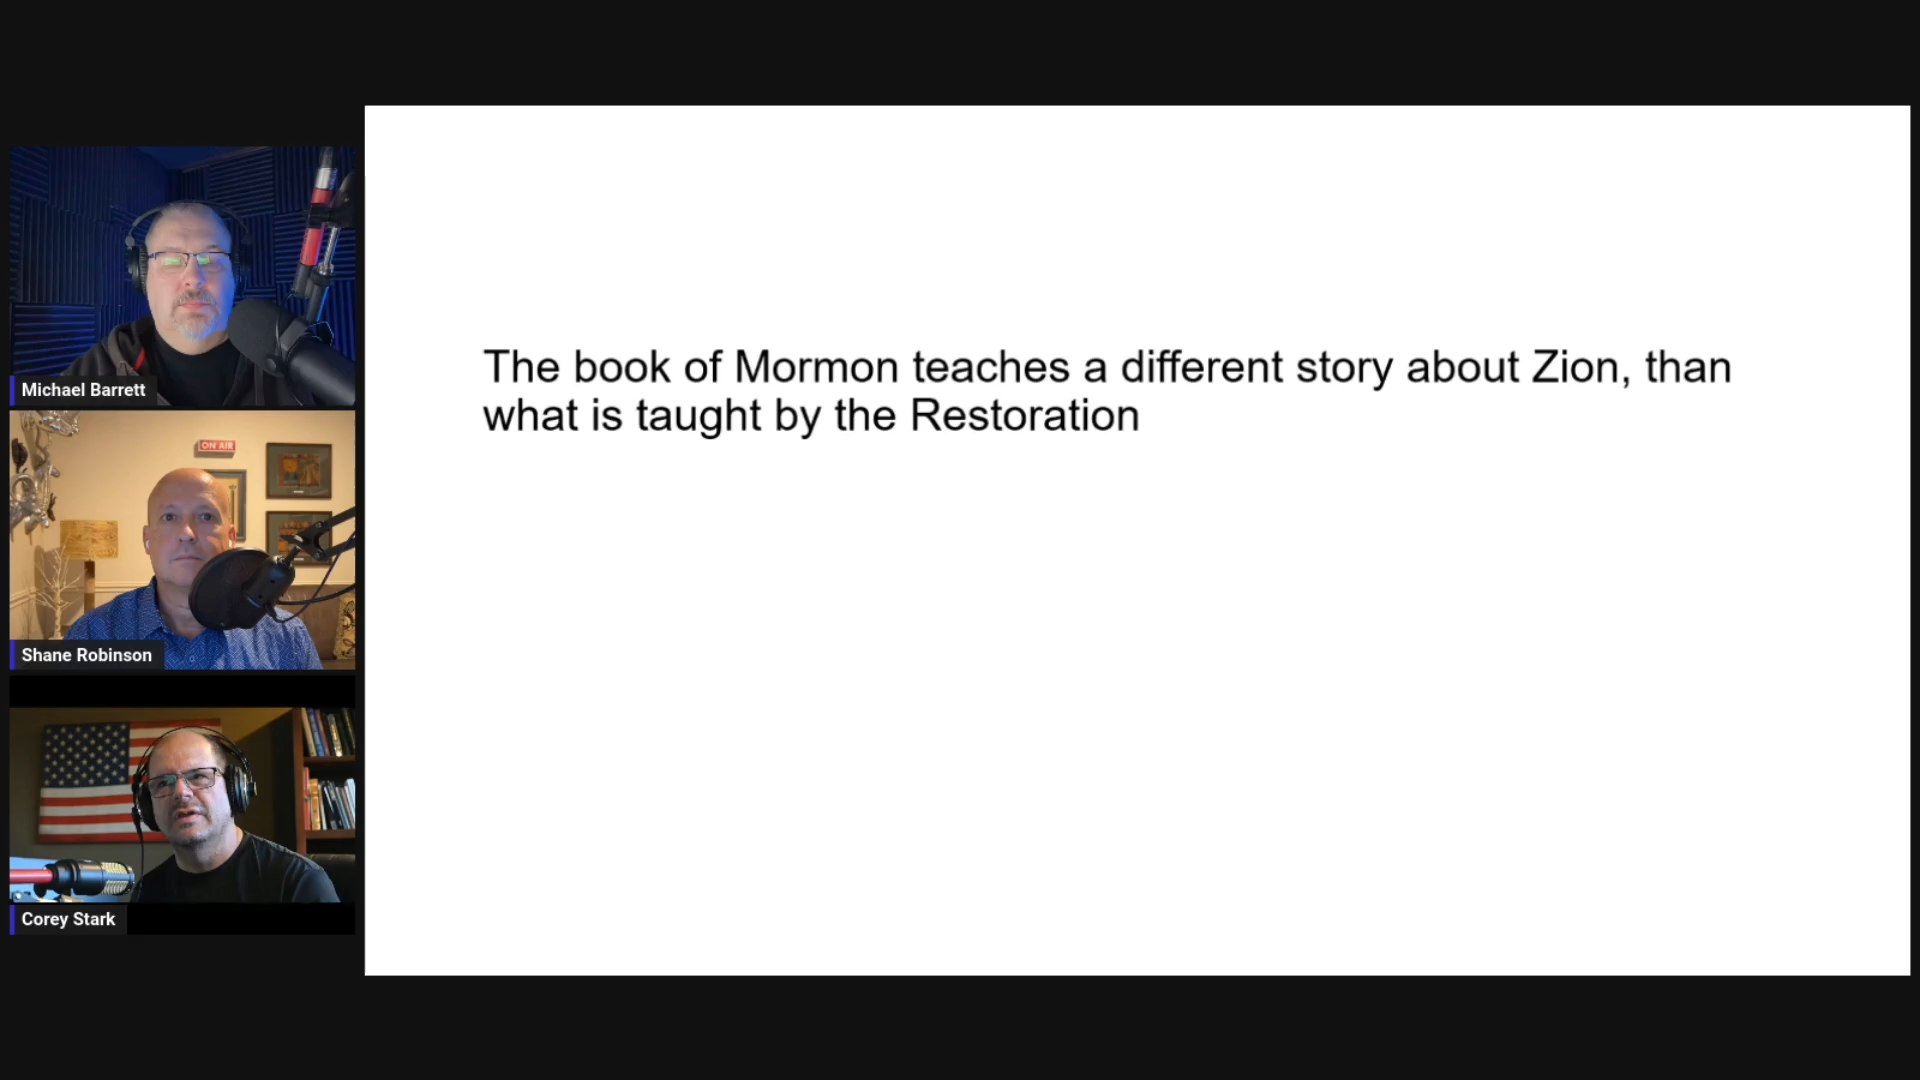 Michael Barrett
ON AIR
Shane Robinson
Corey Stark
The book of Mormon teaches a different story about Zion, than
what is taught by the Restoration